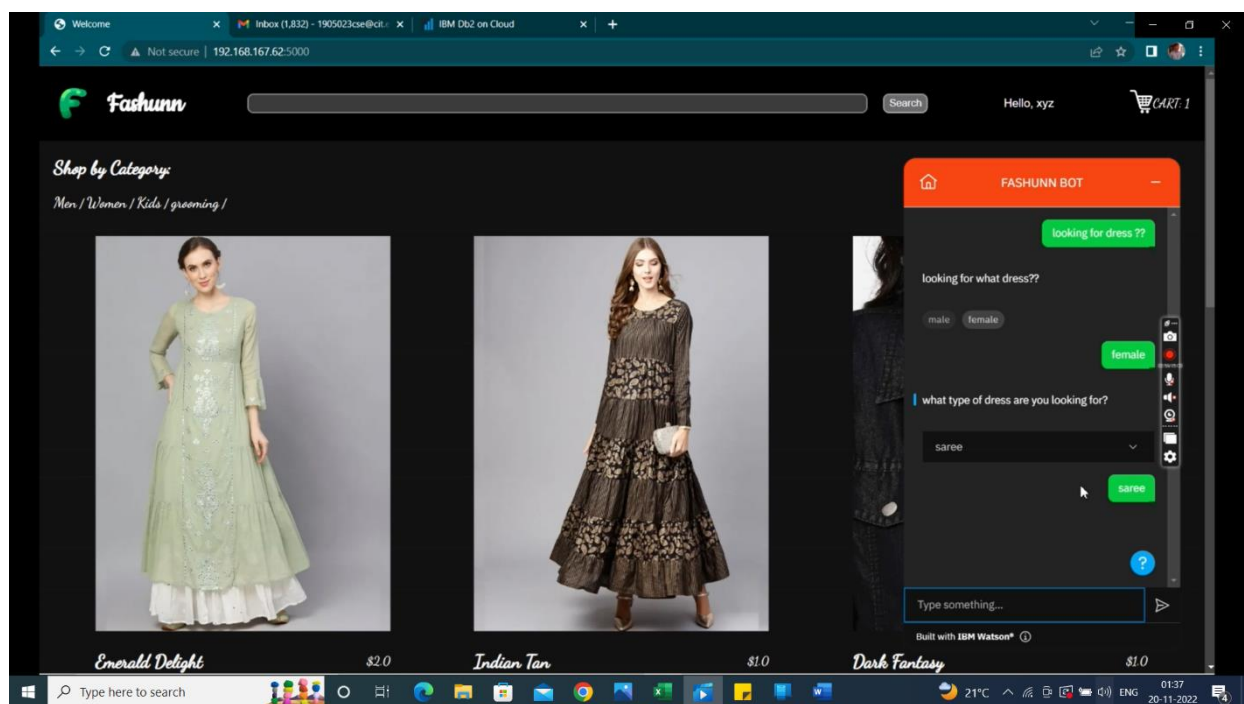 Welcome
Inbox (1,832) - 1905023cse@cit.
IBM Db2 on Cloud
Not secure | 192.168.167.62:5000
Fashunn
Search
Hello, xyz
CART: 1
Shop by Category:
Men / Women / Kids / grooming /
FASHUNN BOT
looking for dress ??
looking for what dress??
male
female
female
what type of dress are you looking for?
saree
saree
?
Type something...
Built with IBM Watson®
Emerald Delight
$2.0
Indian Tan
$1.0
Dark Fantasy
$1.0
Type here to search
21°C
ENG
01:37
20-11-2022
4